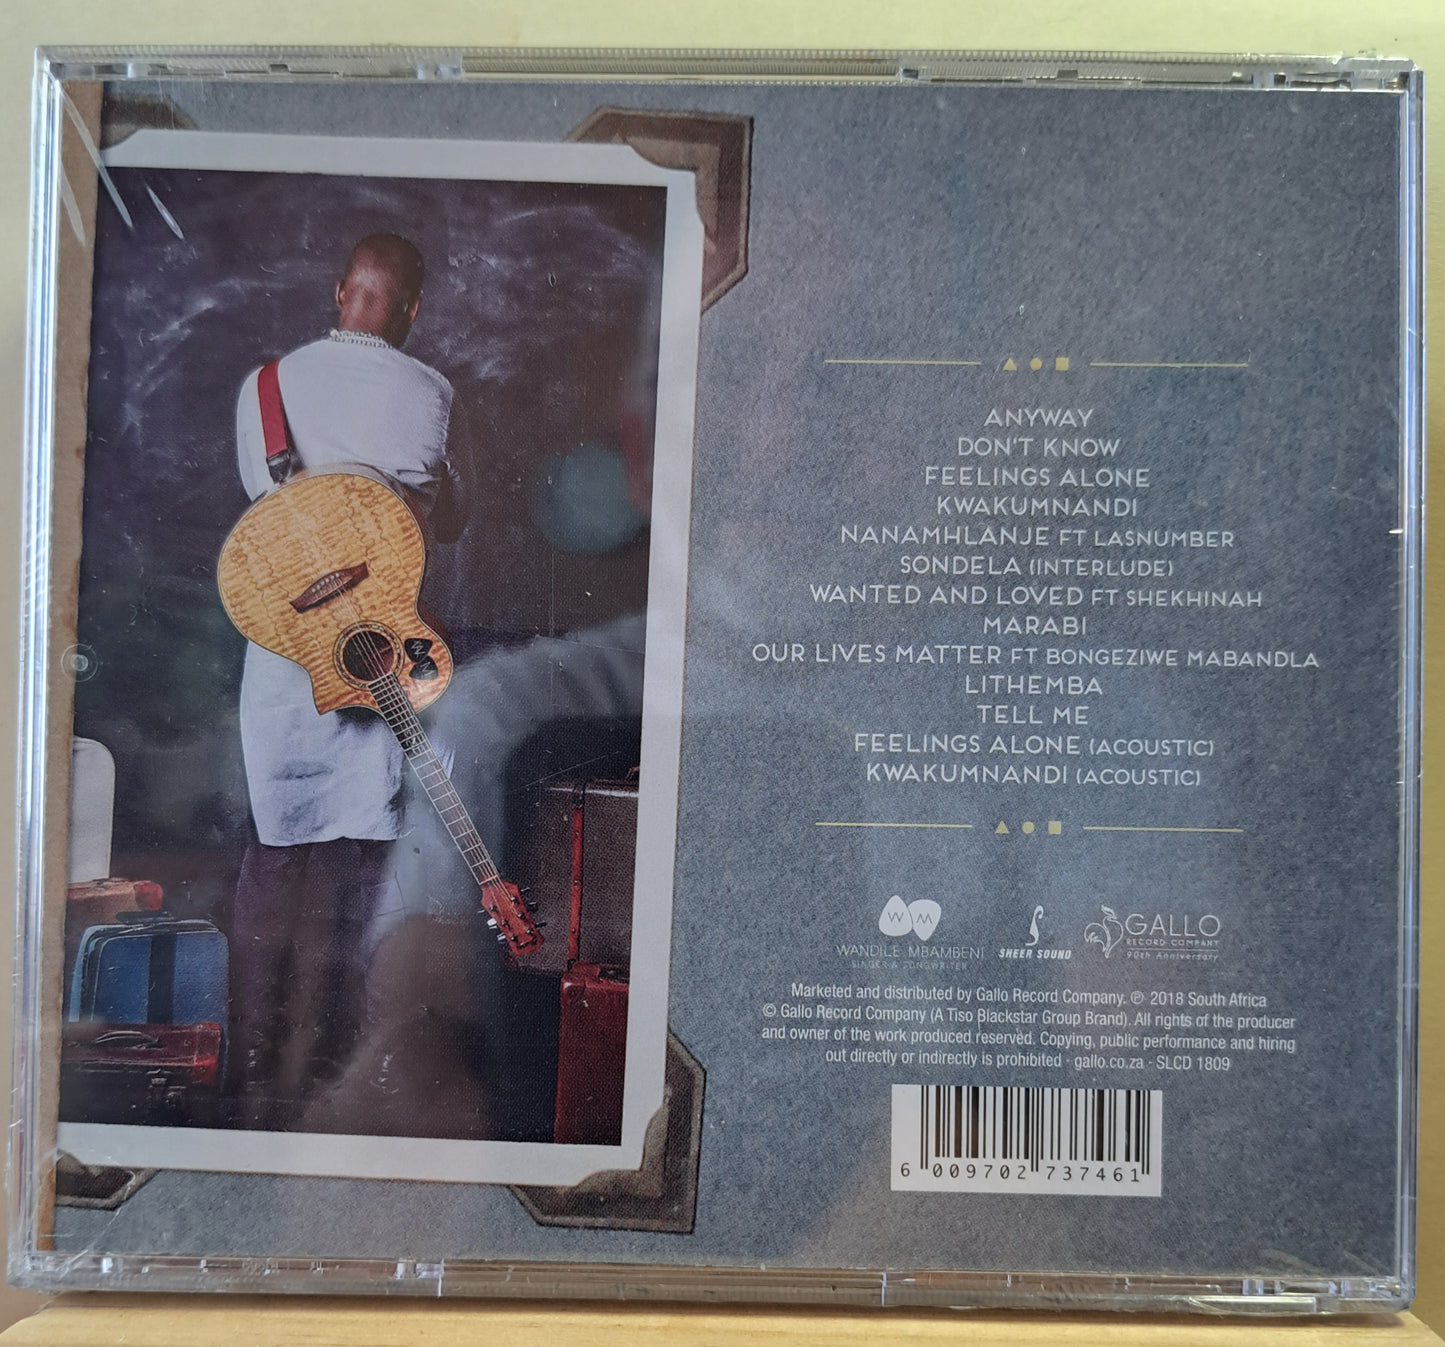 ANYWAY
DON'T KNOW
FEELINGS ALONE
KWAKUMNANDI
NANAMHLANJE FT LASNUMBER
SONDELA (INTERLUDE)
WANTED AND LOVED FT SHEKHINAH
MARABI
OUR LIVES MATTER FT BONGEZIWE MABANDLA
LITHEMBA
TELL ME
FEELINGS ALONE (ACOUSTIC)
KWAKUMNANDI (ACOUSTIC)
W M
WANDILE MBAMBENI
SINGER & SONGWRITER
SHEER SOUND
GALLO
RECORD COMPANY
90th Anniversary
Marketed and distributed by Gallo Record Company. ℗ 2018 South Africa
© Gallo Record Company (A Tiso Blackstar Group Brand). All rights of the producer
and owner of the work produced reserved. Copying, public performance and hiring
out directly or indirectly is prohibited · gallo.co.za · SLCD 1809
6 009702 737461